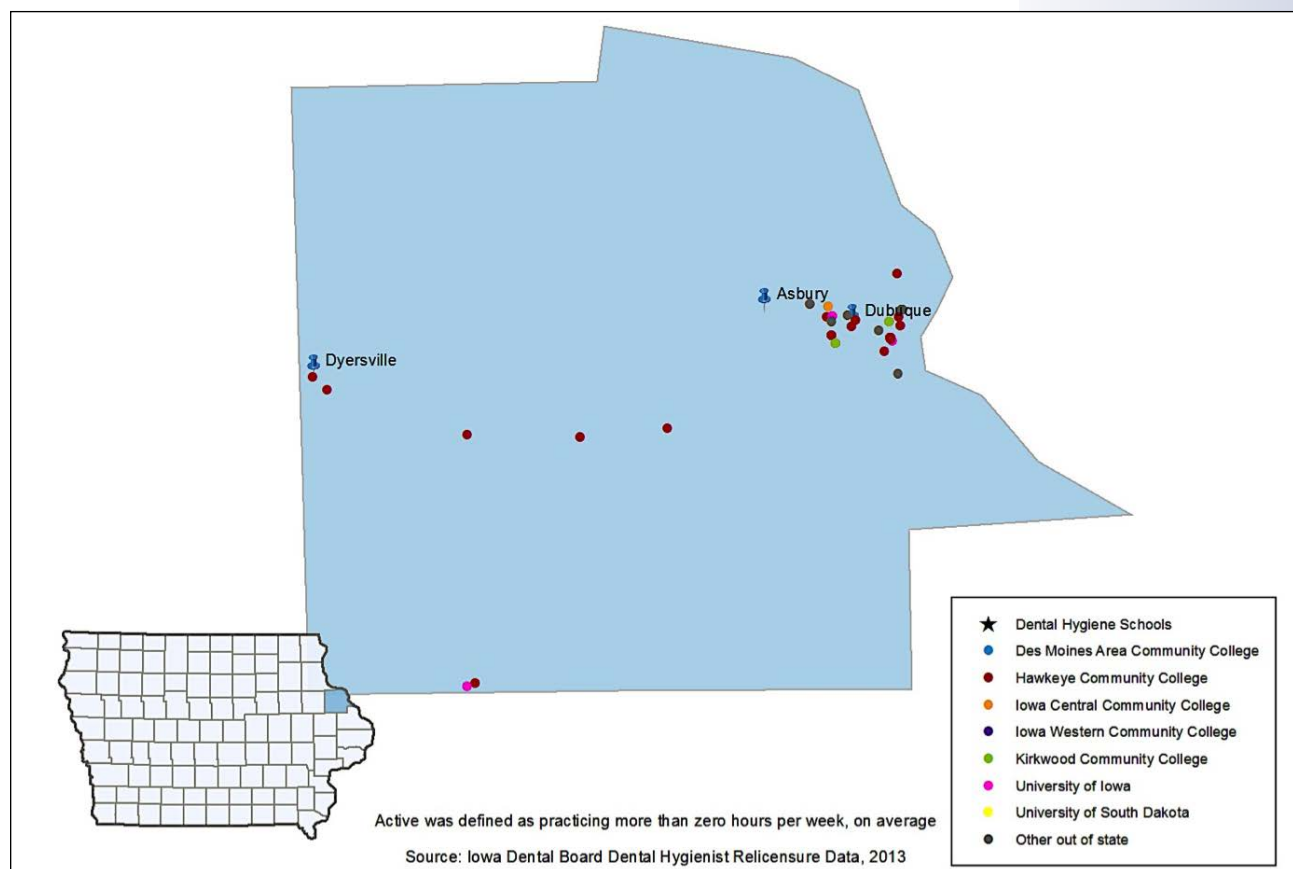 Asbury
Dubuque
Dyersville
Dental Hygiene Schools
Des Moines Area Community College
Hawkeye Community College
Iowa Central Community College
Iowa Western Community College
Kirkwood Community College
University of Iowa
University of South Dakota
Other out of state
Active was defined as practicing more than zero hours per week, on average
Source: Iowa Dental Board Dental Hygienist Relicensure Data, 2013